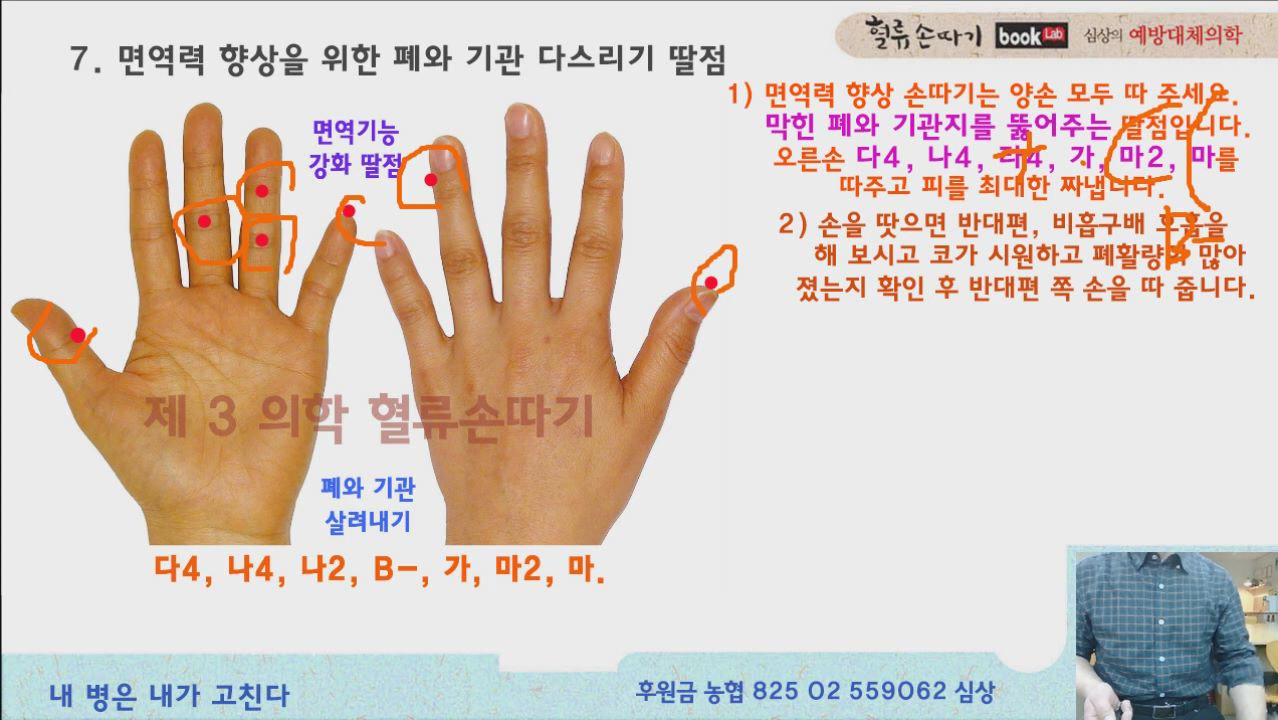 혈류 손따기 book Lab 심상의 예방대체의학
7. 면역력 향상을 위한 폐와 기관 다스리기 딸점
면역기능
강화 딸점
1) 면역력 향상 손따기는 양손 모두 따 주세요.
막힌 폐와 기관지를 뚫어주는 딸점입니다.
오른손 다4, 나4, 라4, 가, 마2, 마를
따주고 피를 최대한 짜냅니다.
2) 손을 땃으면 반대편, 비흡구배 호흡을
해 보시고 코가 시원하고 폐활량 많아
졌는지 확인 후 반대편 쪽 손을 따 줍니다.
+
B-
제 3 의학 혈류손따기
폐와 기관
살려내기
다4, 나4, 나2, B-, 가, 마2, 마.
내 병은 내가 고친다
후원금 농협 825 02 559062 심상